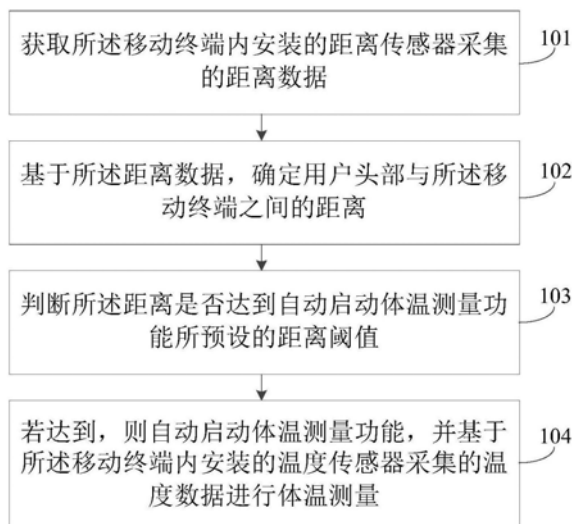 获取所述移动终端内安装的距离传感器采集
的距离数据
101
基于所述距离数据，确定用户头部与所述移
动终端之间的距离
102
判断所述距离是否达到自动启动体温测量功
能所预设的距离阈值
103
若达到，则自动启动体温测量功能，并基于
所述移动终端内安装的温度传感器采集的温
度数据进行体温测量
104